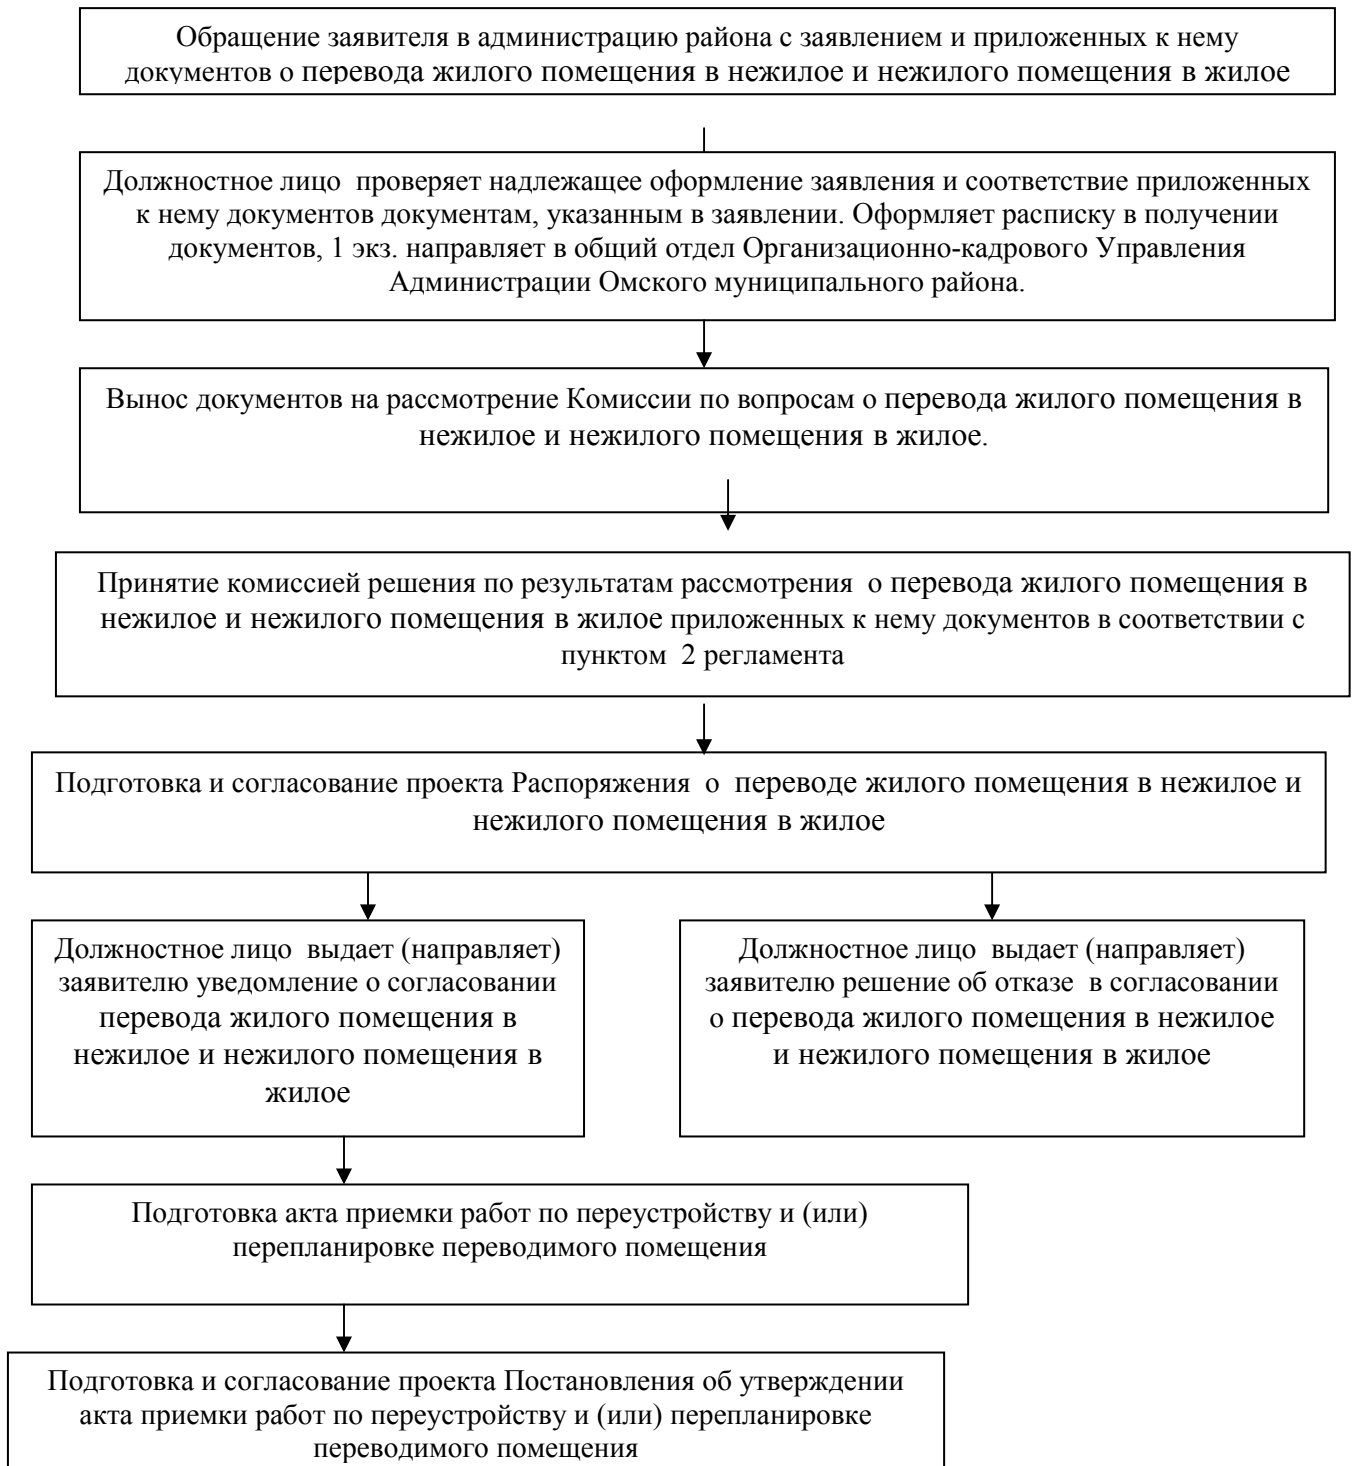 Обращение заявителя в администрацию района с заявлением и приложенных к нему
документов о перевода жилого помещения в нежилое и нежилого помещения в жилое
Должностное лицо проверяет надлежащее оформление заявления и соответствие приложенных
к нему документов документам, указанным в заявлении. Оформляет расписку в получении
документов, 1 экз. направляет в общий отдел Организационно-кадрового Управления
Администрации Омского муниципального района.
Вынос документов на рассмотрение Комиссии по вопросам о перевода жилого помещения в
нежилое и нежилого помещения в жилое.
Принятие комиссией решения по результатам рассмотрения о перевода жилого помещения в
нежилое и нежилого помещения в жилое приложенных к нему документов в соответствии с
пунктом 2 регламента
Подготовка и согласование проекта Распоряжения о переводе жилого помещения в нежилое и
нежилого помещения в жилое
Должностное лицо выдает (направляет)
заявителю уведомление о согласовании
перевода жилого помещения в
нежилое и нежилого помещения в
жилое
Должностное лицо выдает (направляет)
заявителю решение об отказе в согласовании
о перевода жилого помещения в нежилое
и нежилого помещения в жилое
Подготовка акта приемки работ по переустройству и (или)
перепланировке переводимого помещения
Подготовка и согласование проекта Постановления об утверждении
акта приемки работ по переустройству и (или) перепланировке
переводимого помещения